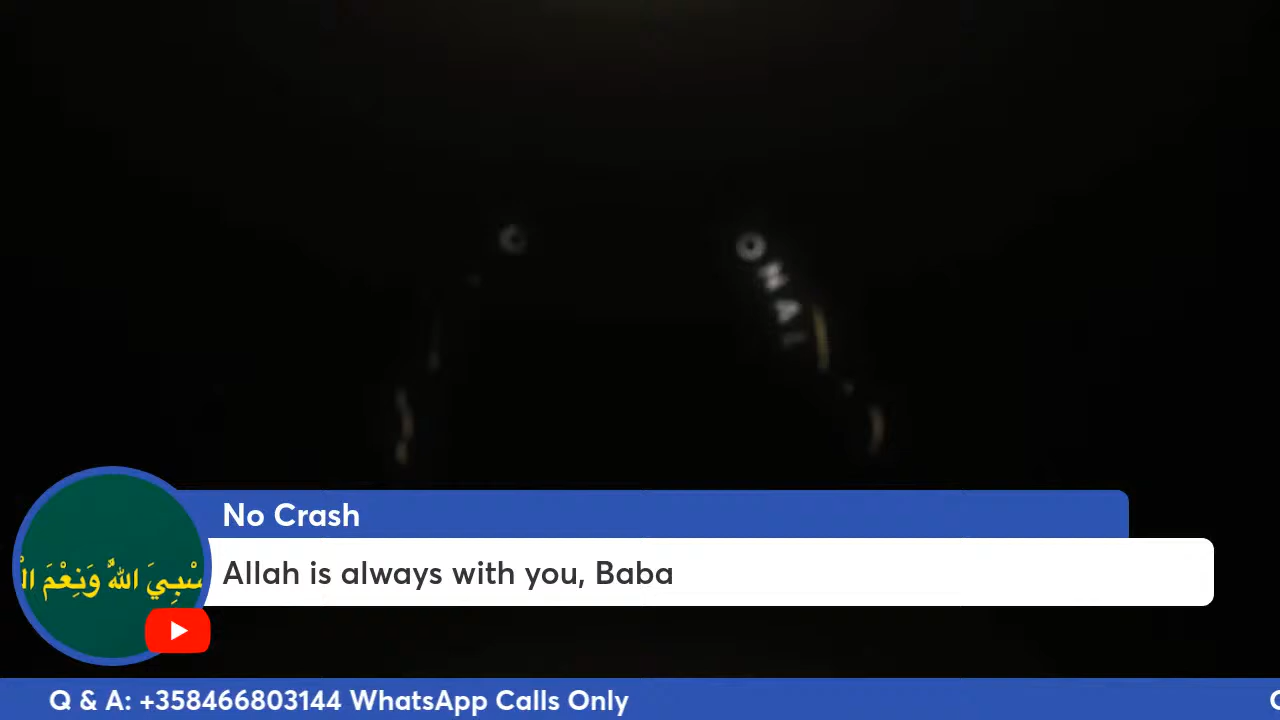 No Crash
Allah is always with you, Baba
سْبِيَ اللهُ وَنِعْمَ
Q & A: +358466803144 WhatsApp Calls Only